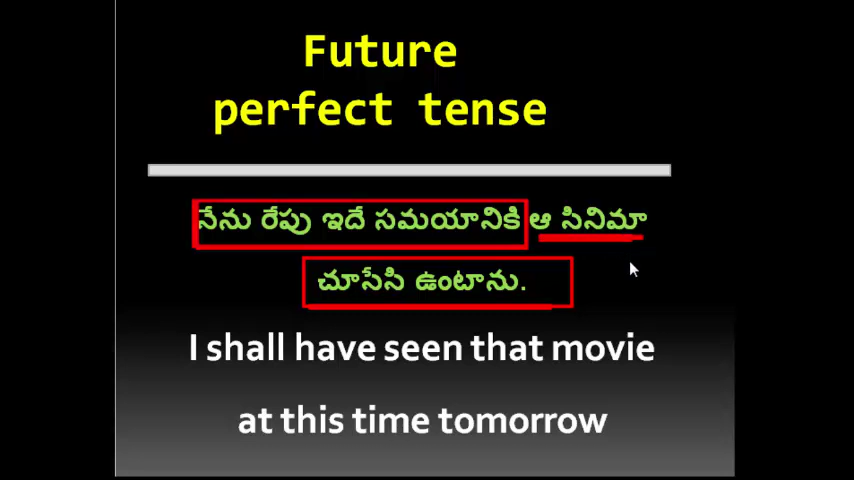 Future
perfect tense
నేను రేపు ఇదే సమయానికి ఆ సినిమా
చూసేసి ఉంటాను.
I shall have seen that movie
at this time tomorrow